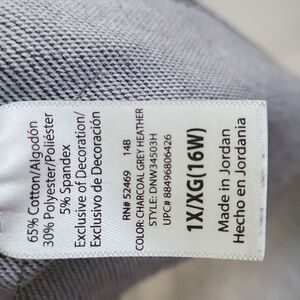 65% Cotton/Algodón
30% Polyester/Poliéster
5% Spandex
Exclusive of Decoration/
Exclusivo de Decoración
RN# 52469 14B
COLOR: CHARCOAL GREY HEATHER
STYLE: DNW34503H
UPC# 88496806426
1X/XG(16W)
Made in Jordan
Hecho en Jordania